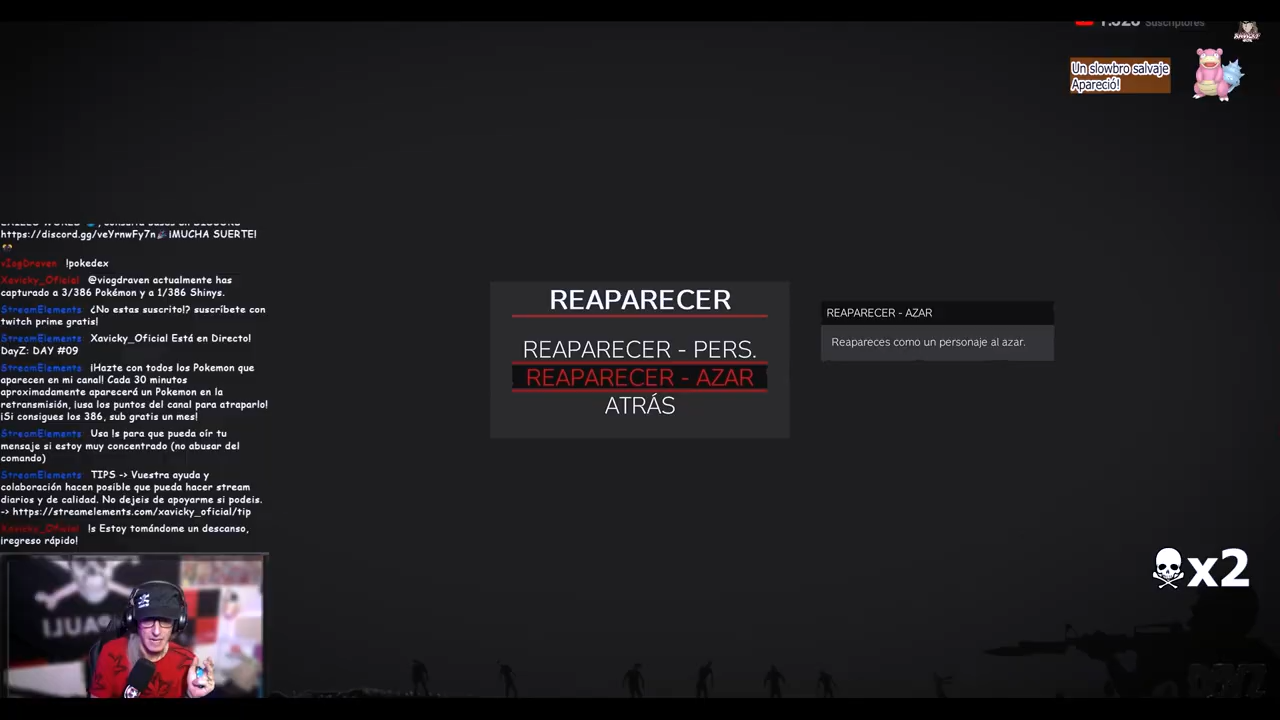 Suscriptores
Un slowbro salvaje
Apareció!
https://discord.gg/veYrnwFy7n ¡MUCHA SUERTE!
viogDraven !pokedex
Xavicky_Oficial @viogdraven actualmente has
capturado a 3/386 Pokémon y a 1/386 Shinys.
StreamElements ¿No estas suscrito!? suscríbete con
twitch prime gratis!
StreamElements Xavicky_Oficial Está en Directo!
DayZ: DAY #09
StreamElements ¡Hazte con todos los Pokemon que
aparecen en mi canal! Cada 30 minutos
aproximadamente aparecerá un Pokemon en la
retransmisión, ¡usa los puntos del canal para atraparlo!
¡Si consigues los 386, sub gratis un mes!
StreamElements Usa !s para que pueda oír tu
mensaje si estoy muy concentrado (no abusar del
comando)
StreamElements TIPS -> Vuestra ayuda y
colaboración hacen posible que pueda hacer stream
diarios y de calidad. No dejeis de apoyarme si podeis.
-> https://streamelements.com/xavicky_oficial/tip
Xavicky_Oficial !s Estoy tomándome un descanso,
¡regreso rápido!
REAPARECER
REAPARECER - PERS.
REAPARECER - AZAR
ATRÁS
REAPARECER - AZAR
Reapareces como un personaje al azar.
x2